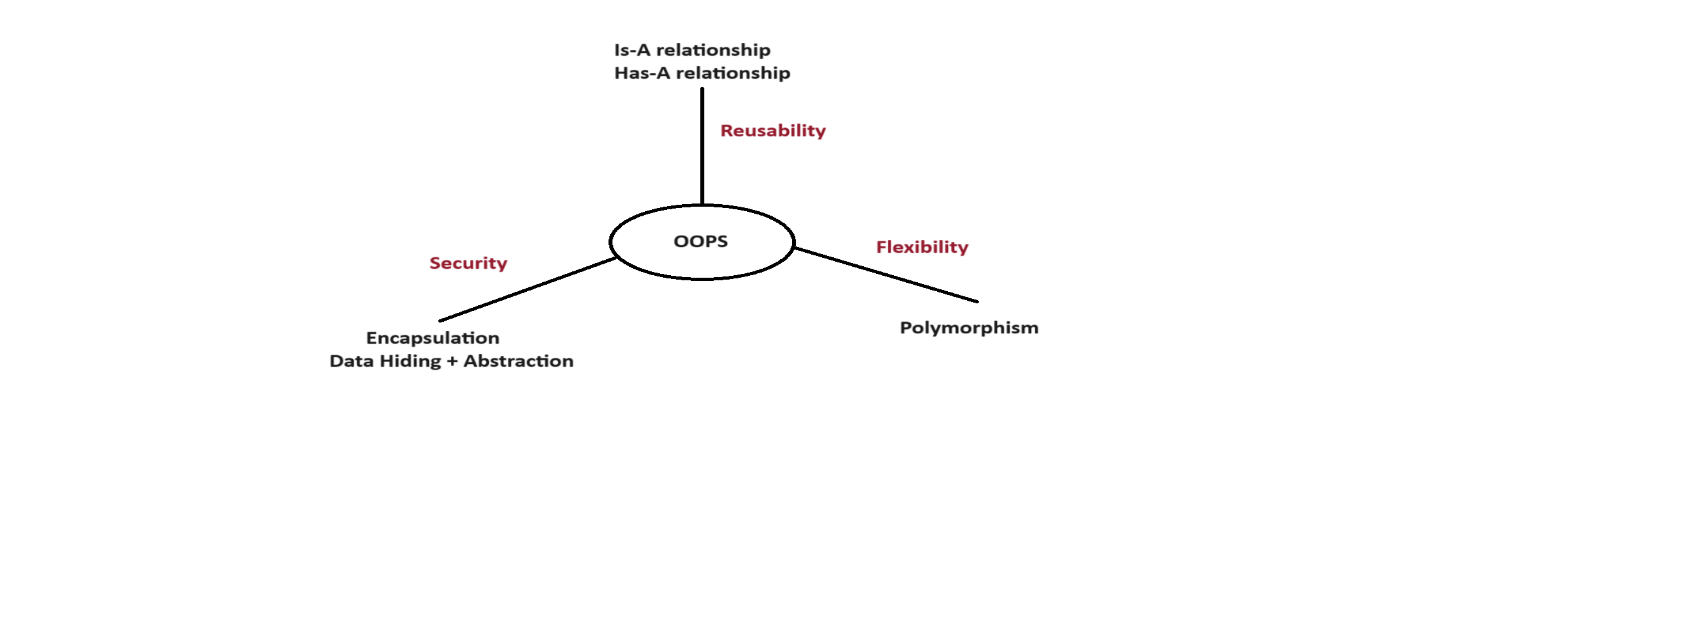 Is-A relationship
Has-A relationship
Reusability
OOPS
Flexibility
Security
Polymorphism
Encapsulation
Data Hiding + Abstraction